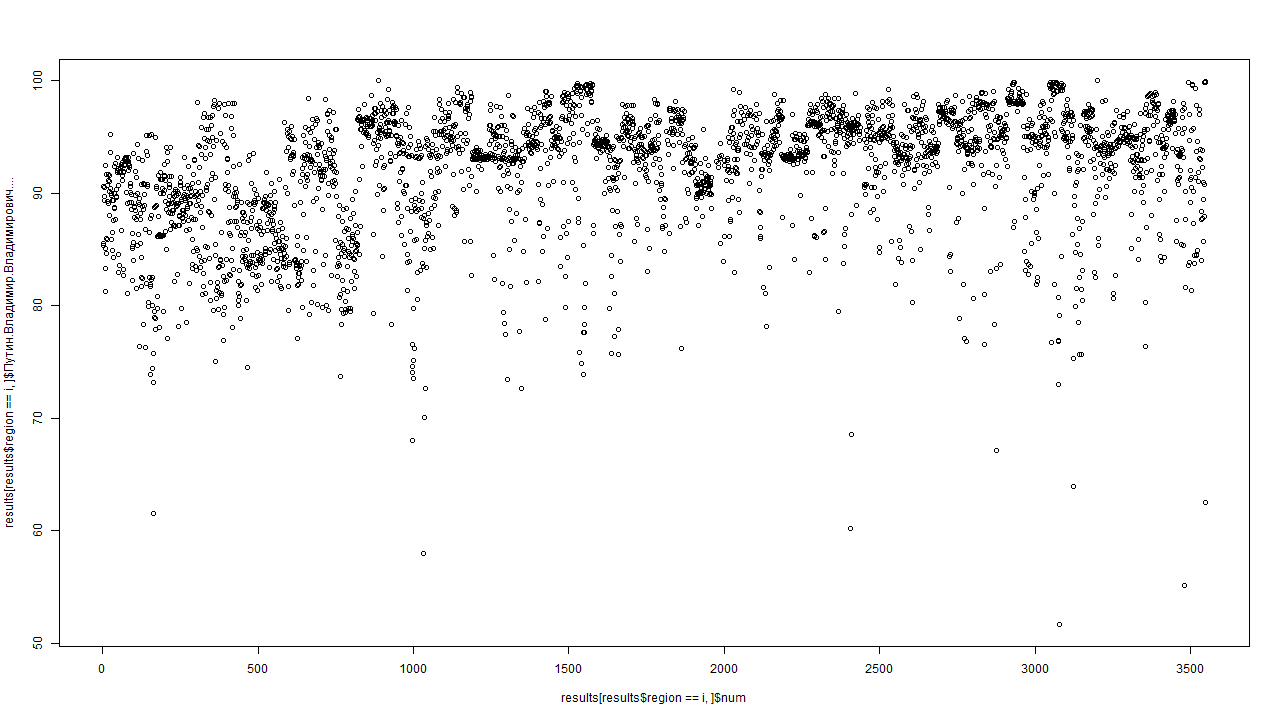 results[results$region == i, ]$Путин.Владимир.Владимирович...
100
90
80
70
60
50
0 500 1000 1500 2000 2500 3000 3500
results[results$region == i, ]$num